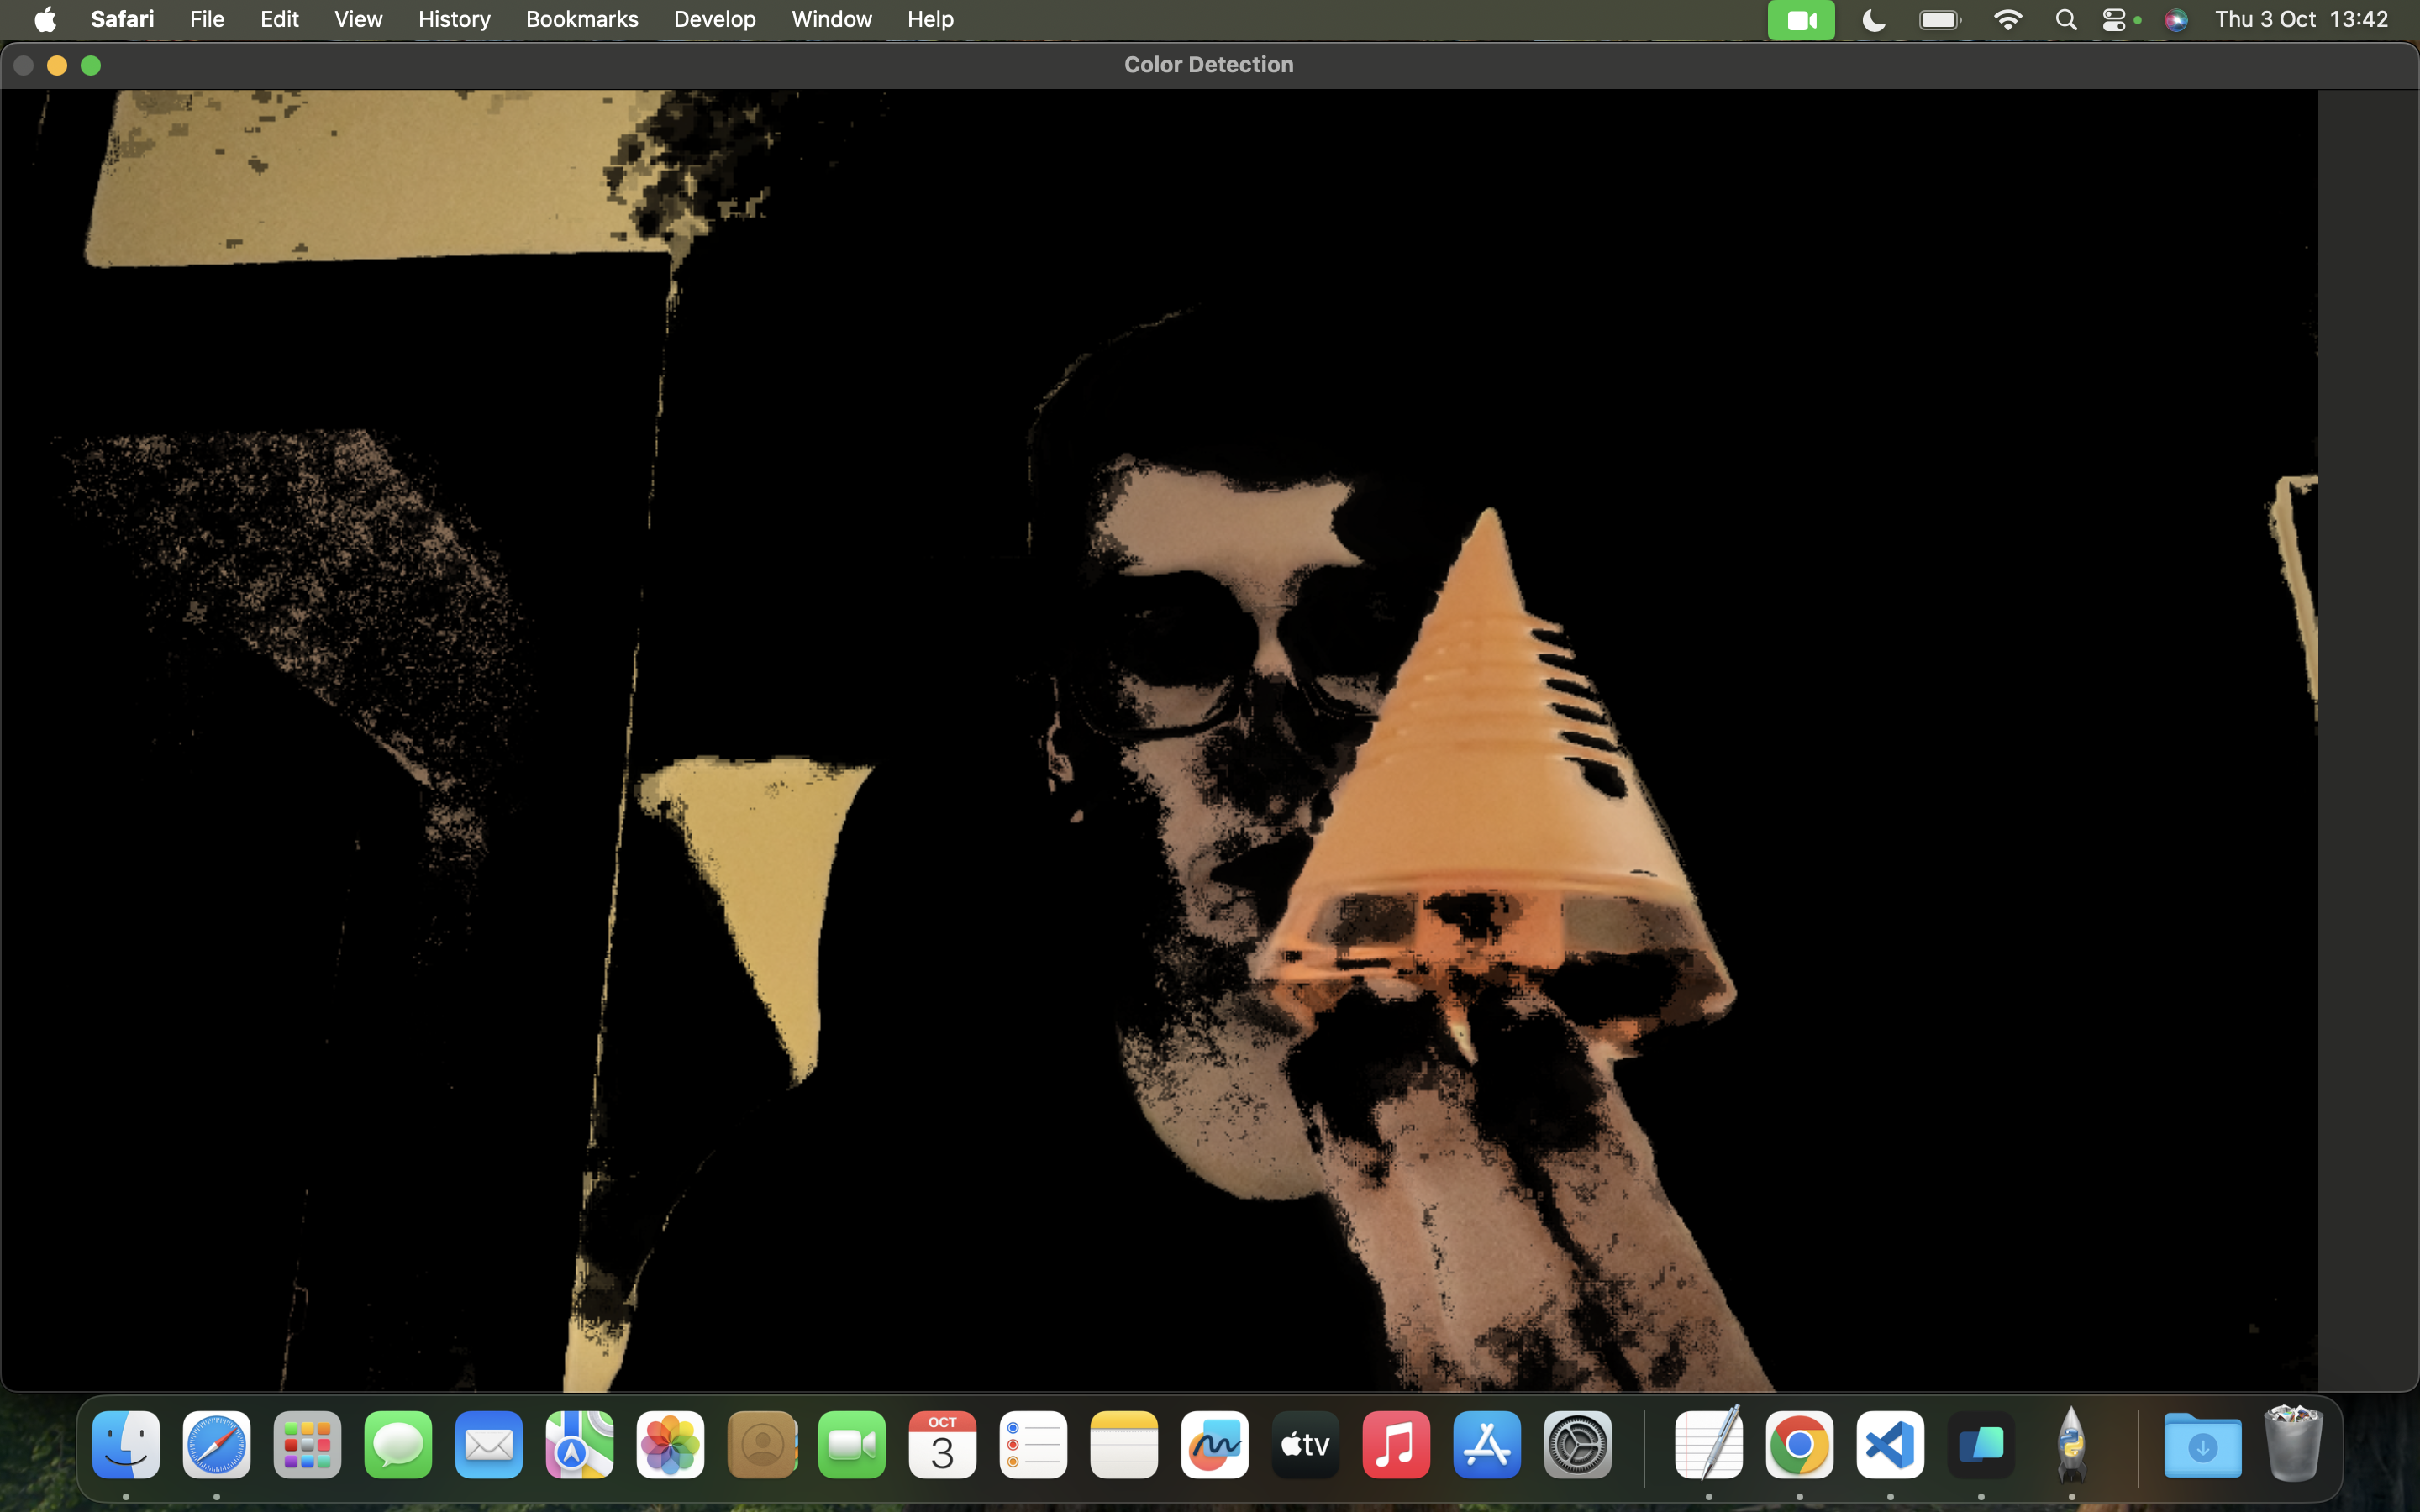 Safari File Edit View History Bookmarks Develop Window Help Thu 3 Oct 13:42
Color Detection
OCT
3
tv